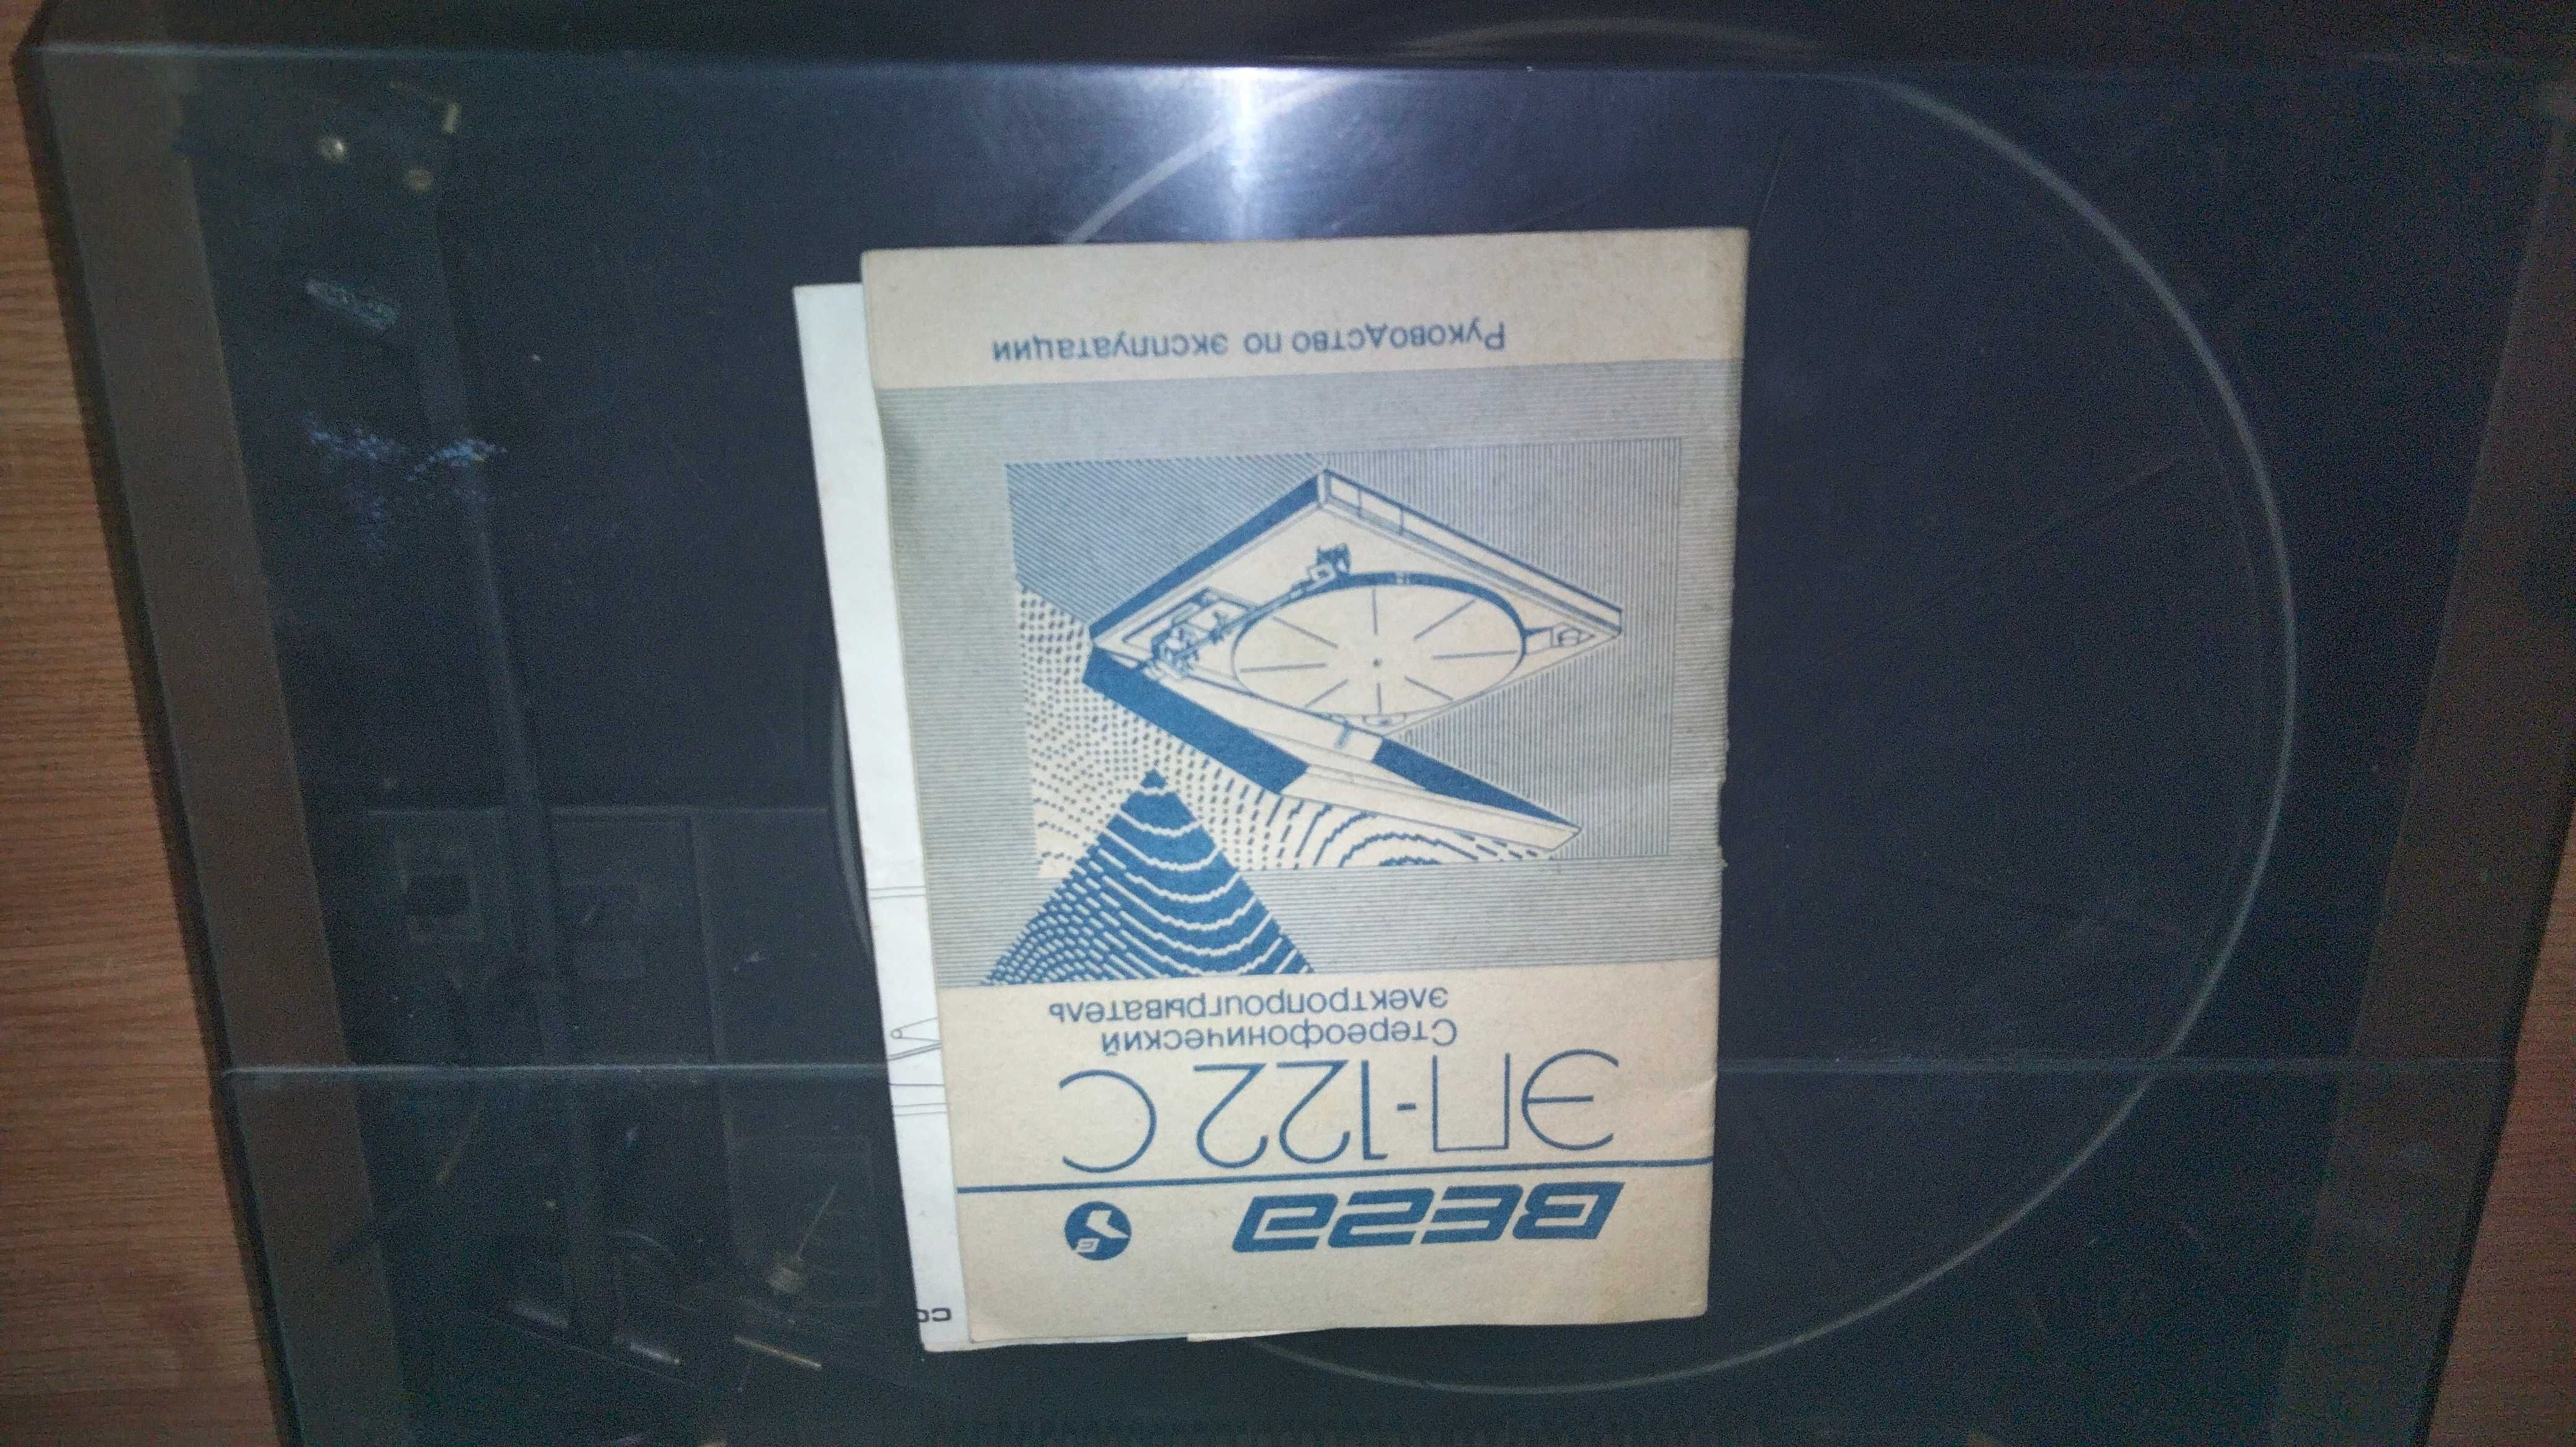 ВЕГА
ЭП-122 С
Стереофонический
электропроигрыватель
Руководство по эксплуатации